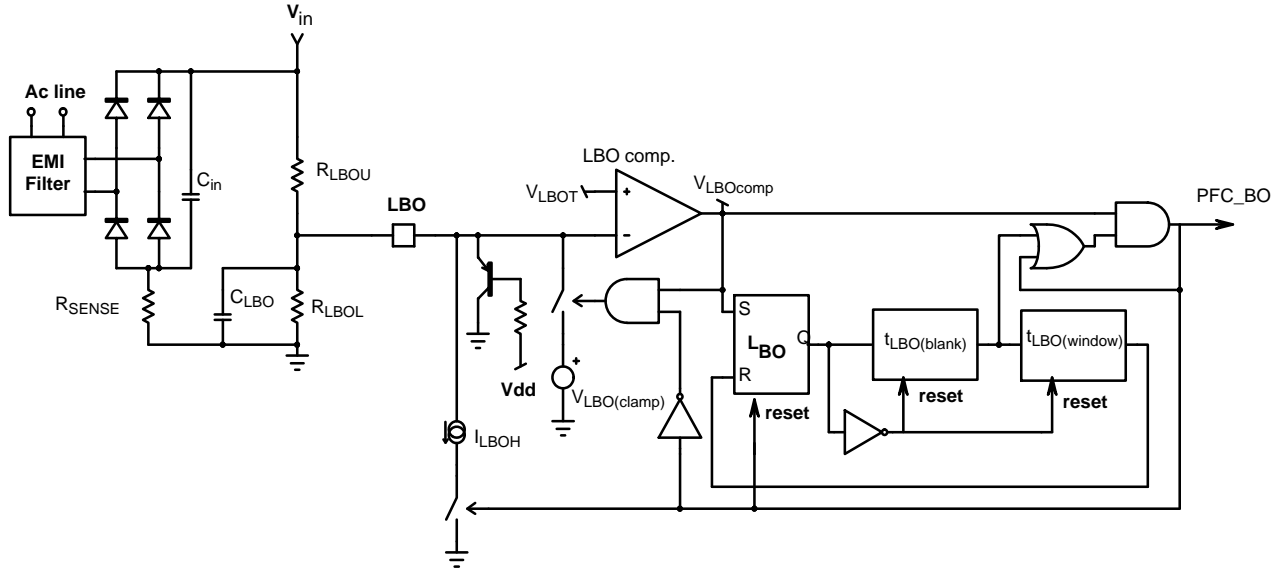 Vin
Ac line
EMI
Filter
Cin
RLBOU
RSENSE
CLBO
RLBOL
LBO
LBO comp.
VLBOT
+
−
VLBOcomp
PFC_BO
Vdd
+
VLBO(clamp)
ILBOH
S
Q
LBO
R
reset
tLBO(blank)
reset
tLBO(window)
reset